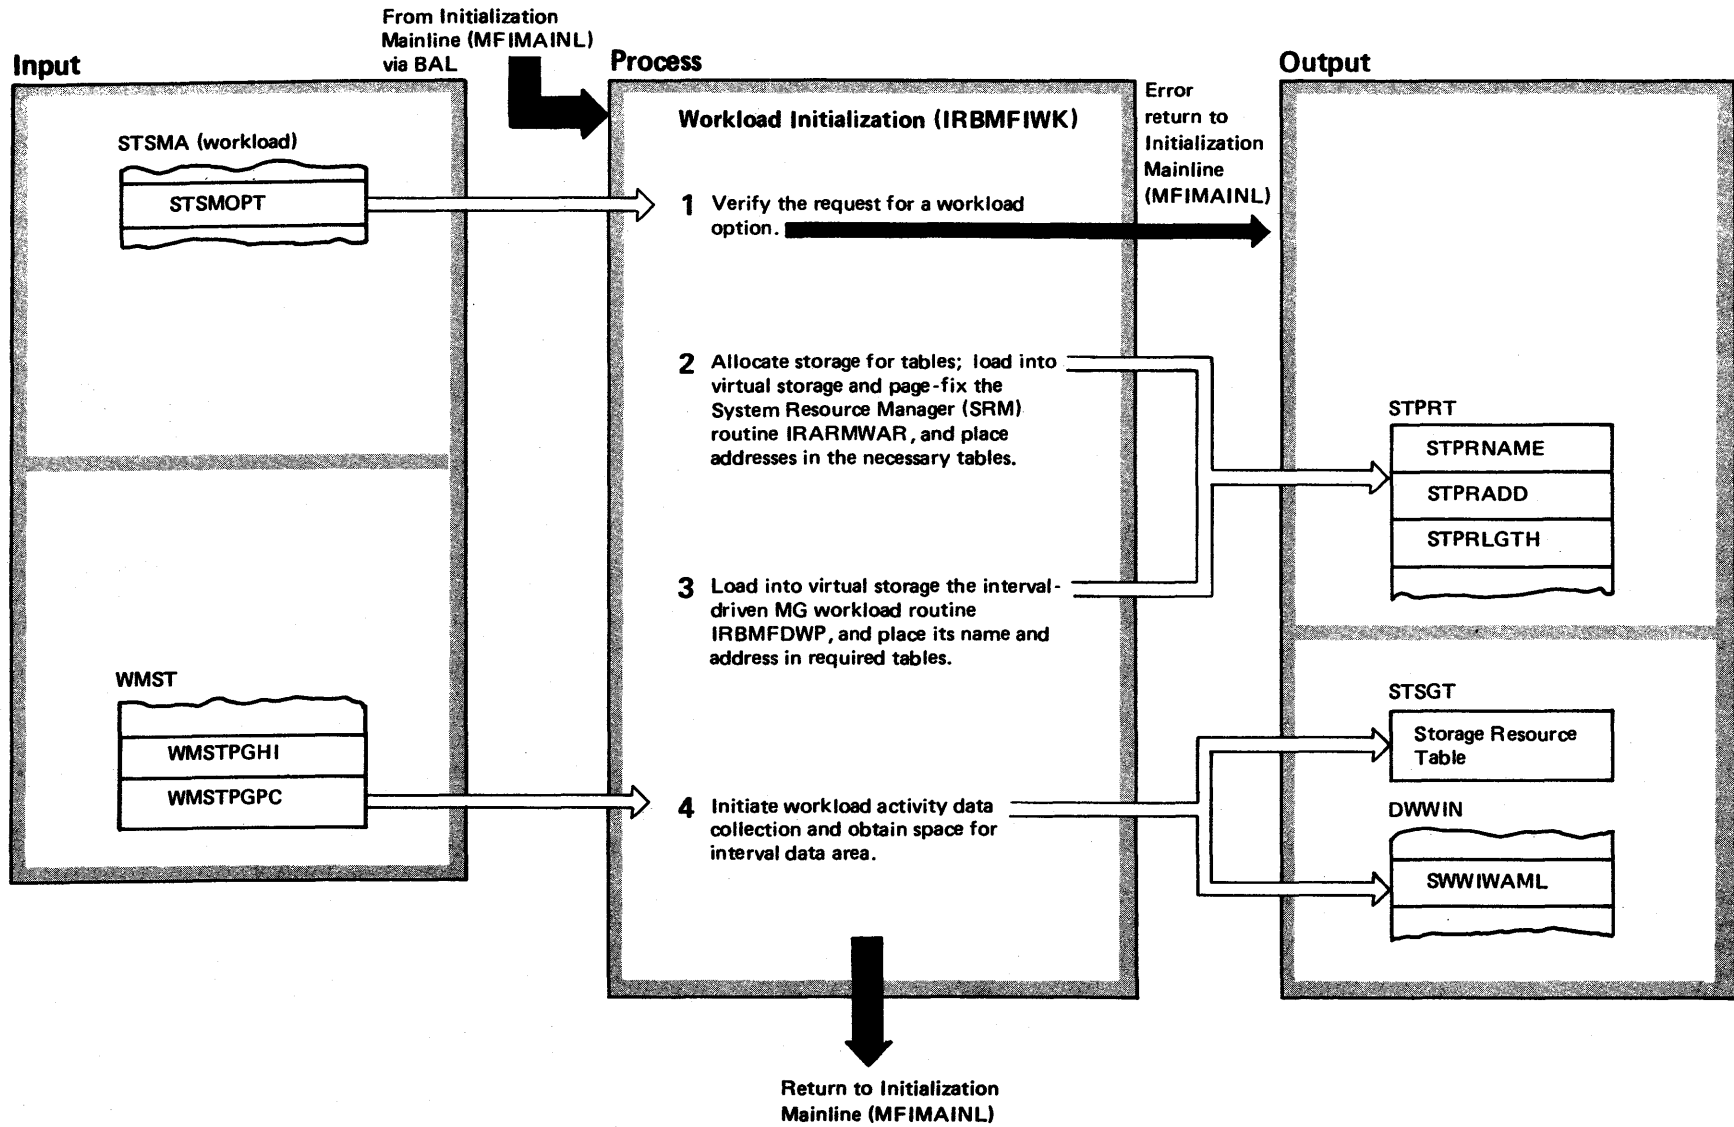 From Initialization
Mainline (MFIMAINL)
via BAL
Input
STSMA (workload)
STSMOPT
WMST
WMSTPGHI
WMSTPGPC
Process
Workload Initialization (IRBMFIWK)
1 Verify the request for a workload
option.
2 Allocate storage for tables; load into
virtual storage and page-fix the
System Resource Manager (SRM)
routine IRARMWAR, and place
addresses in the necessary tables.
3 Load into virtual storage the interval-
driven MG workload routine
IRBMFDWP, and place its name and
address in required tables.
4 Initiate workload activity data
collection and obtain space for
interval data area.
Return to Initialization
Mainline (MFIMAINL)
Error
return to
Initialization
Mainline
(MFIMAINL)
Output
STPRT
STPRNAME
STPRADD
STPRLGTH
STSGT
Storage Resource
Table
DWWIN
SWWIWAML